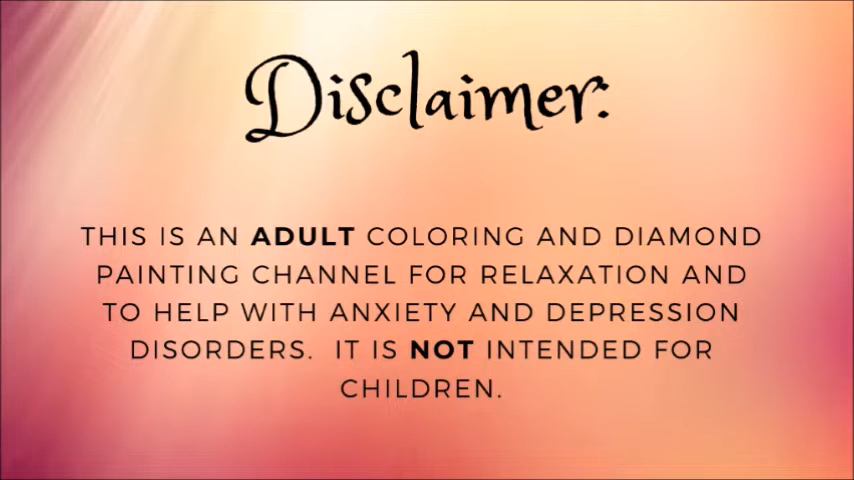 Disclaimer:
THIS IS AN ADULT COLORING AND DIAMOND
PAINTING CHANNEL FOR RELAXATION AND
TO HELP WITH ANXIETY AND DEPRESSION
DISORDERS.  IT IS NOT INTENDED FOR
CHILDREN.